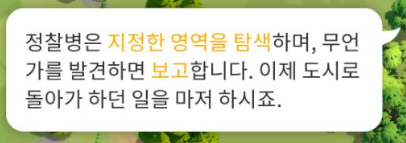 정찰병은 지정한 영역을 탐색하며, 무언
가를 발견하면 보고합니다. 이제 도시로
돌아가 하던 일을 마저 하시죠.